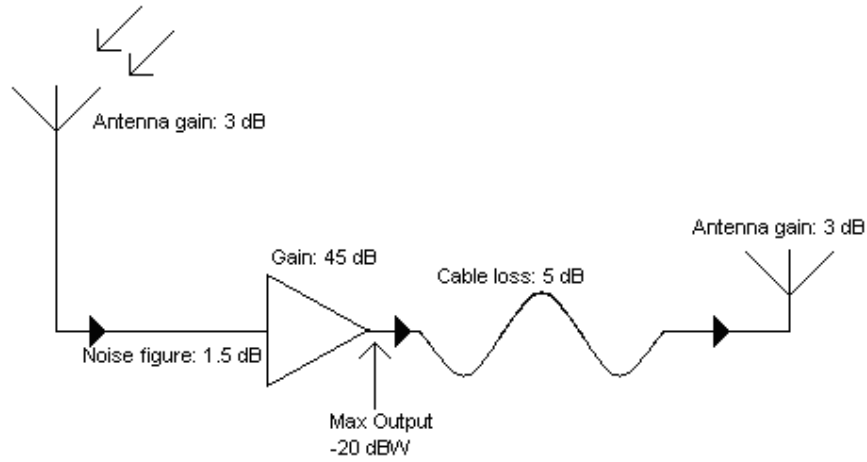 Antenna gain: 3 dB
Antenna gain: 3 dB
Gain: 45 dB
Cable loss: 5 dB
Noise figure: 1.5 dB
Max Output
-20 dBW